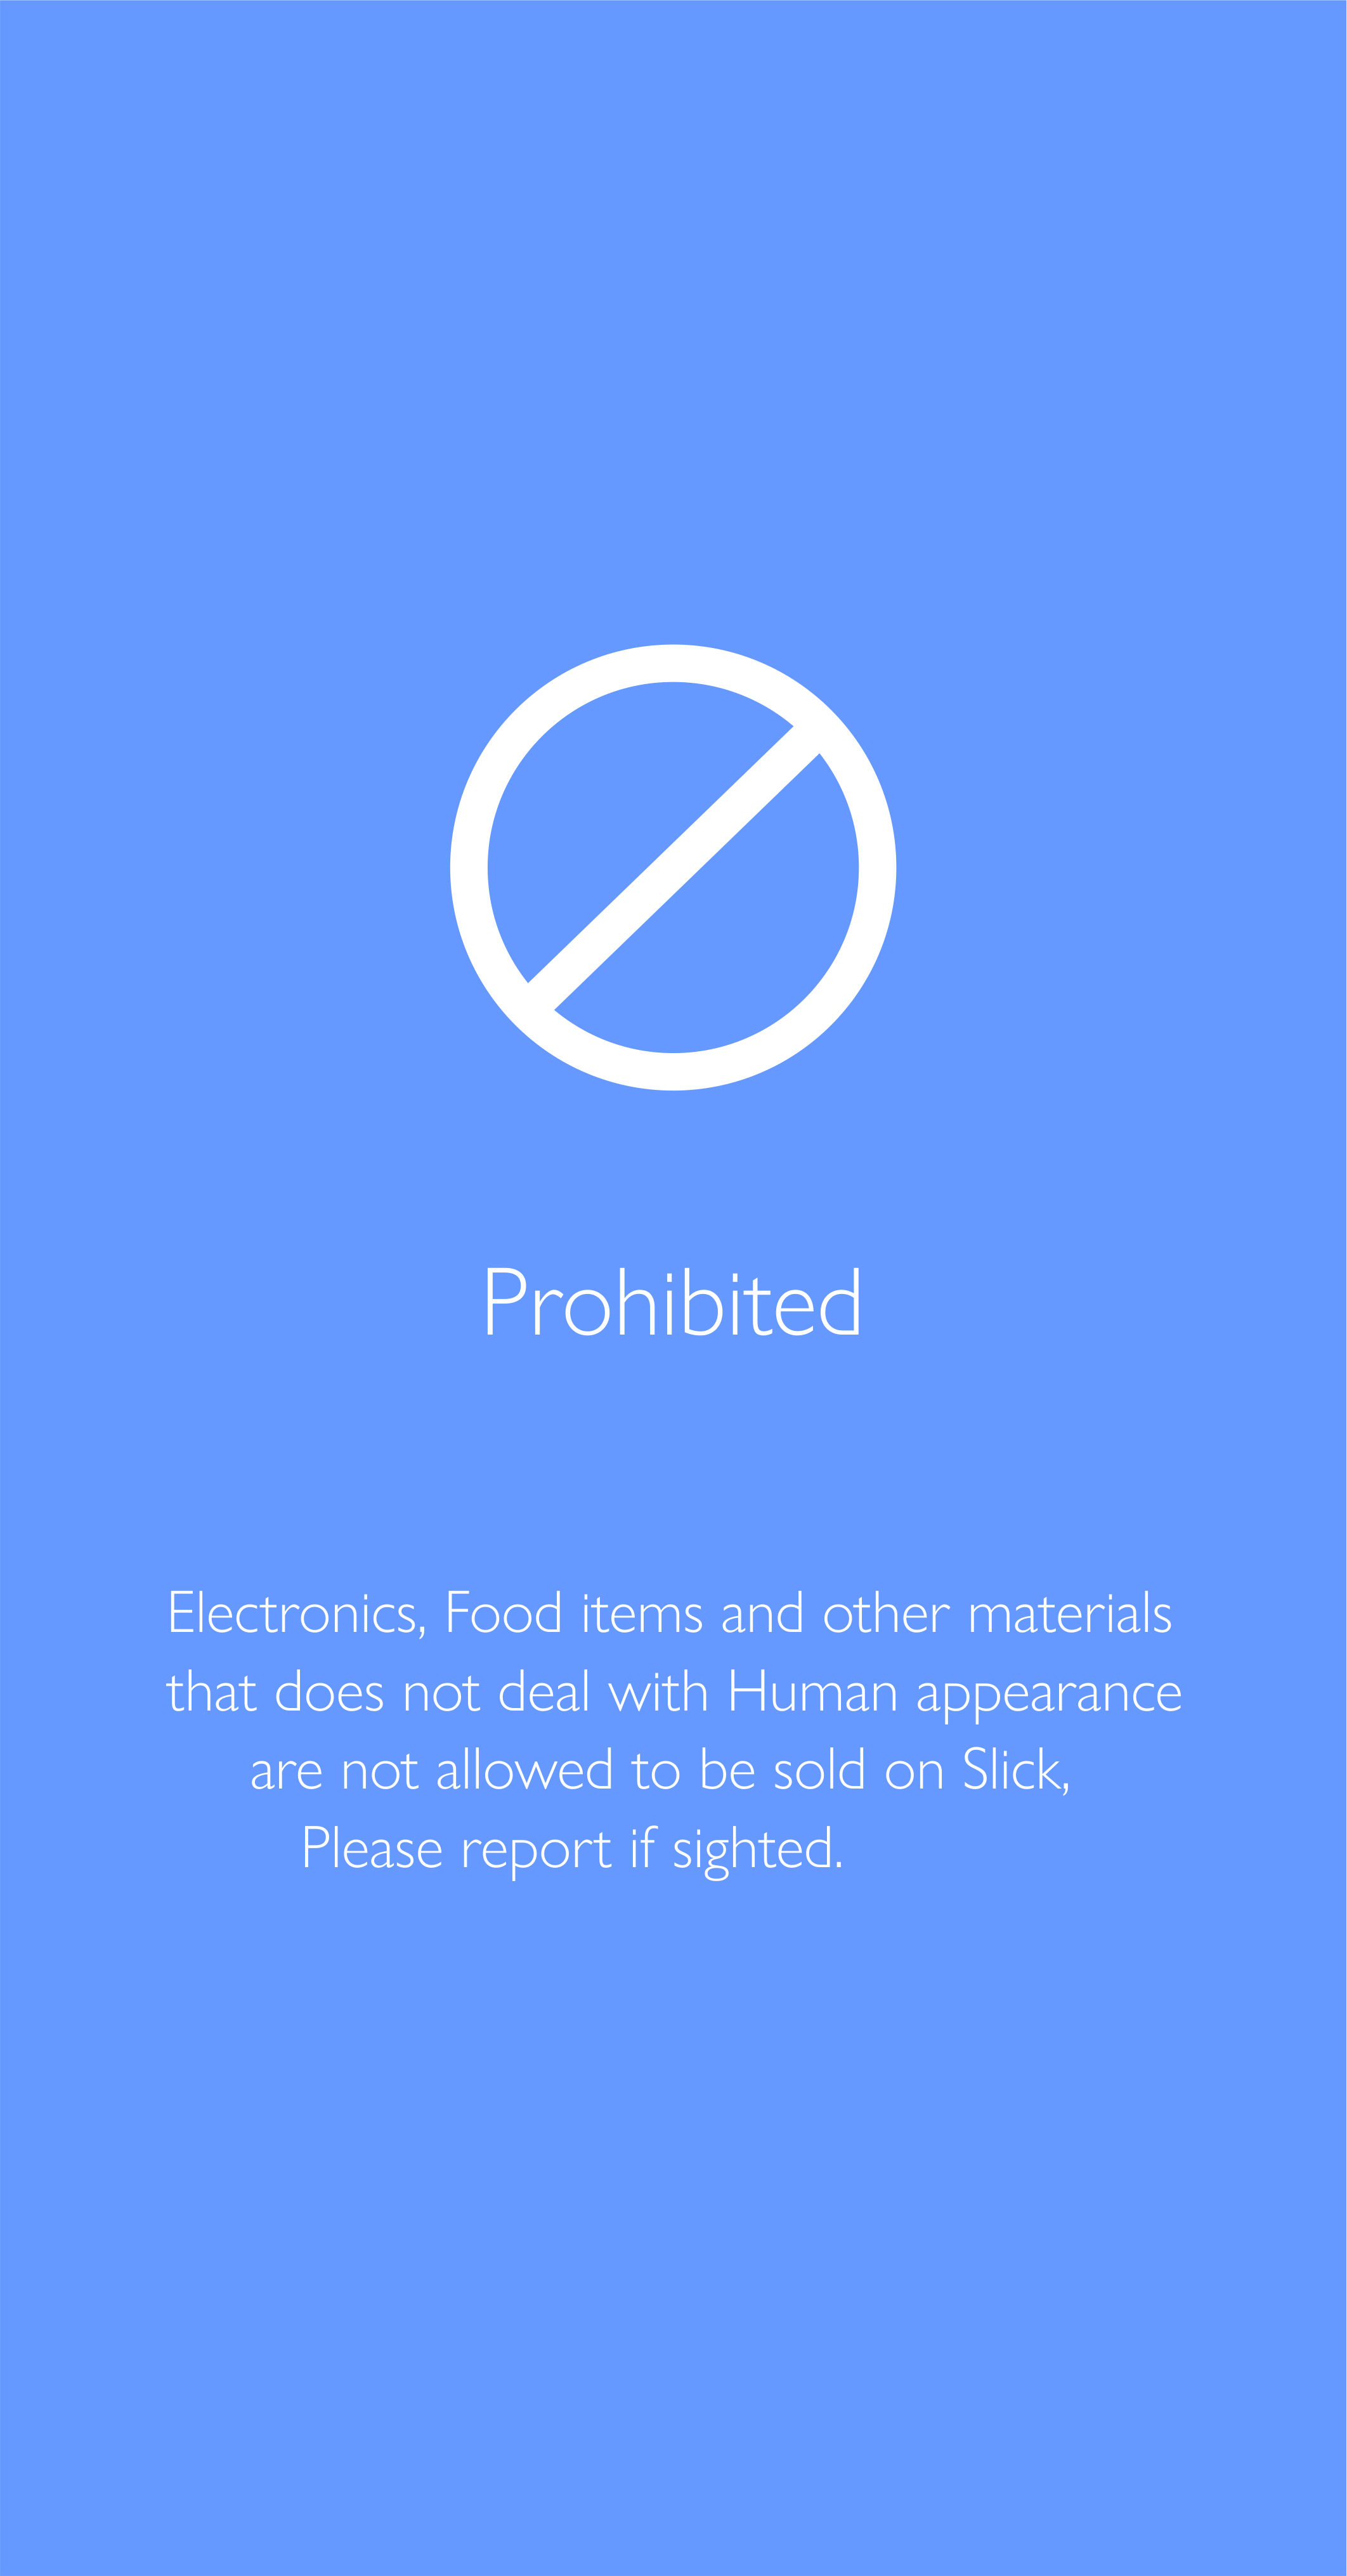 Prohibited
Electronics, Food items and other materials
that does not deal with Human appearance
are not allowed to be sold on Slick,
Please report if sighted.